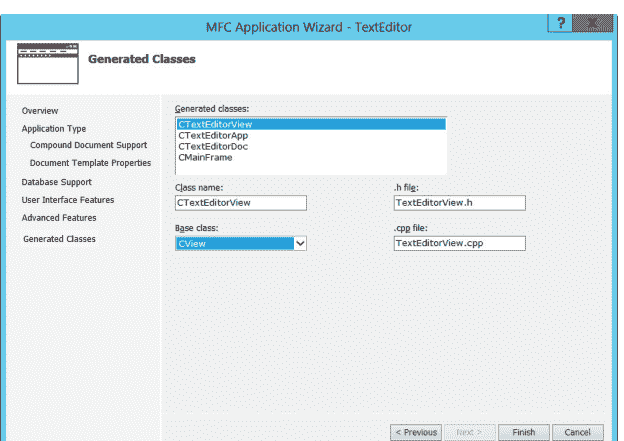 MFC Application Wizard - TextEditor
?
Generated Classes
Overview
Application Type
Compound Document Support
Document Template Properties
Database Support
User Interface Features
Advanced Features
Generated Classes
Generated classes:
CTextEditorView
CTextEditorApp
CTextEditorDoc
CMainFrame
Class name:
.h file:
CTextEditorView
TextEditorView.h
Base class:
.cpp file:
CView
TextEditorView.cpp
< Previous
Next >
Finish
Cancel